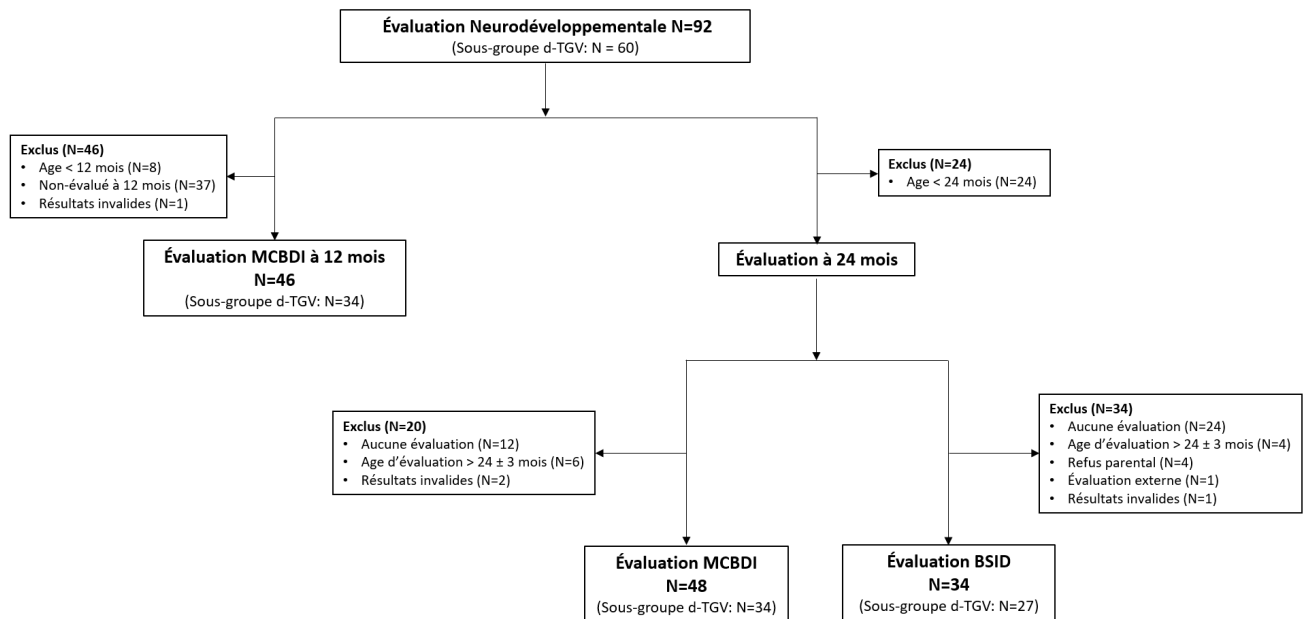 Évaluation Neurodéveloppementale N=92
(Sous-groupe d-TGV: N = 60)
Exclus (N=46)
• Age < 12 mois (N=8)
• Non-évalué à 12 mois (N=37)
• Résultats invalides (N=1)
Exclus (N=24)
• Age < 24 mois (N=24)
Évaluation MCBDI à 12 mois
N=46
(Sous-groupe d-TGV: N=34)
Évaluation à 24 mois
Exclus (N=20)
• Aucune évaluation (N=12)
• Age d'évaluation > 24 ± 3 mois (N=6)
• Résultats invalides (N=2)
Exclus (N=34)
• Aucune évaluation (N=24)
• Age d'évaluation > 24 ± 3 mois (N=4)
• Refus parental (N=4)
• Évaluation externe (N=1)
• Résultats invalides (N=1)
Évaluation MCBDI
N=48
(Sous-groupe d-TGV: N=34)
Évaluation BSID
N=34
(Sous-groupe d-TGV: N=27)